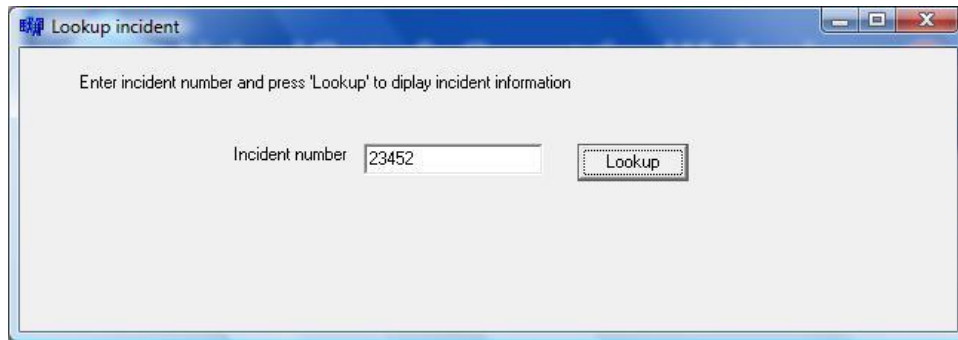 Lookup incident
Enter incident number and press 'Lookup' to diplay incident information
Incident number 23452 Lookup